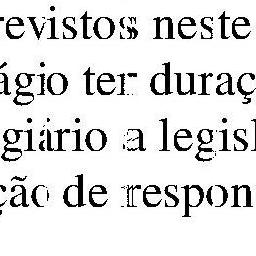 revistos neste
ágio ter duraç
giário a legisl
ção de respon